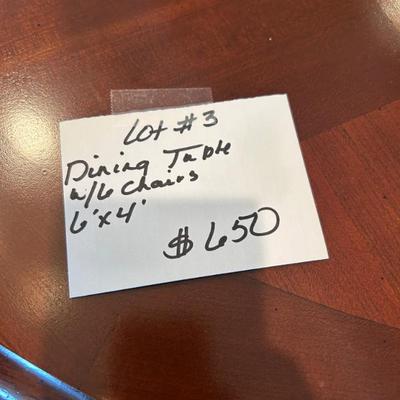 Lot #3
Dining Table
w/6 Chairs
6'x4'
$650